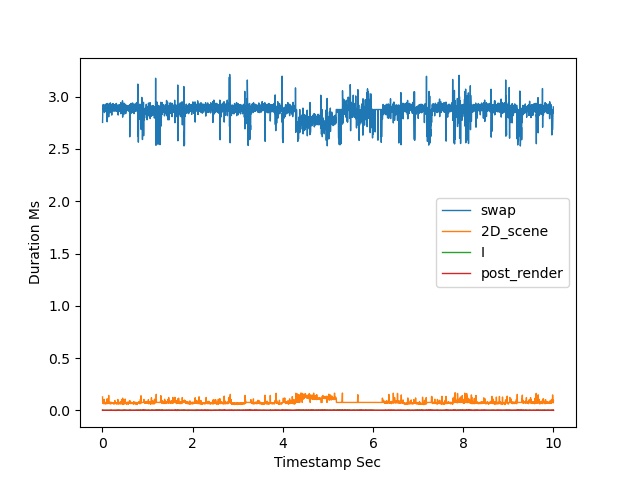 3.0
2.5
2.0
1.5
1.0
0.5
0.0
0 2 4 6 8 10
Duration Ms
Timestamp Sec
swap
2D_scene
I
post_render